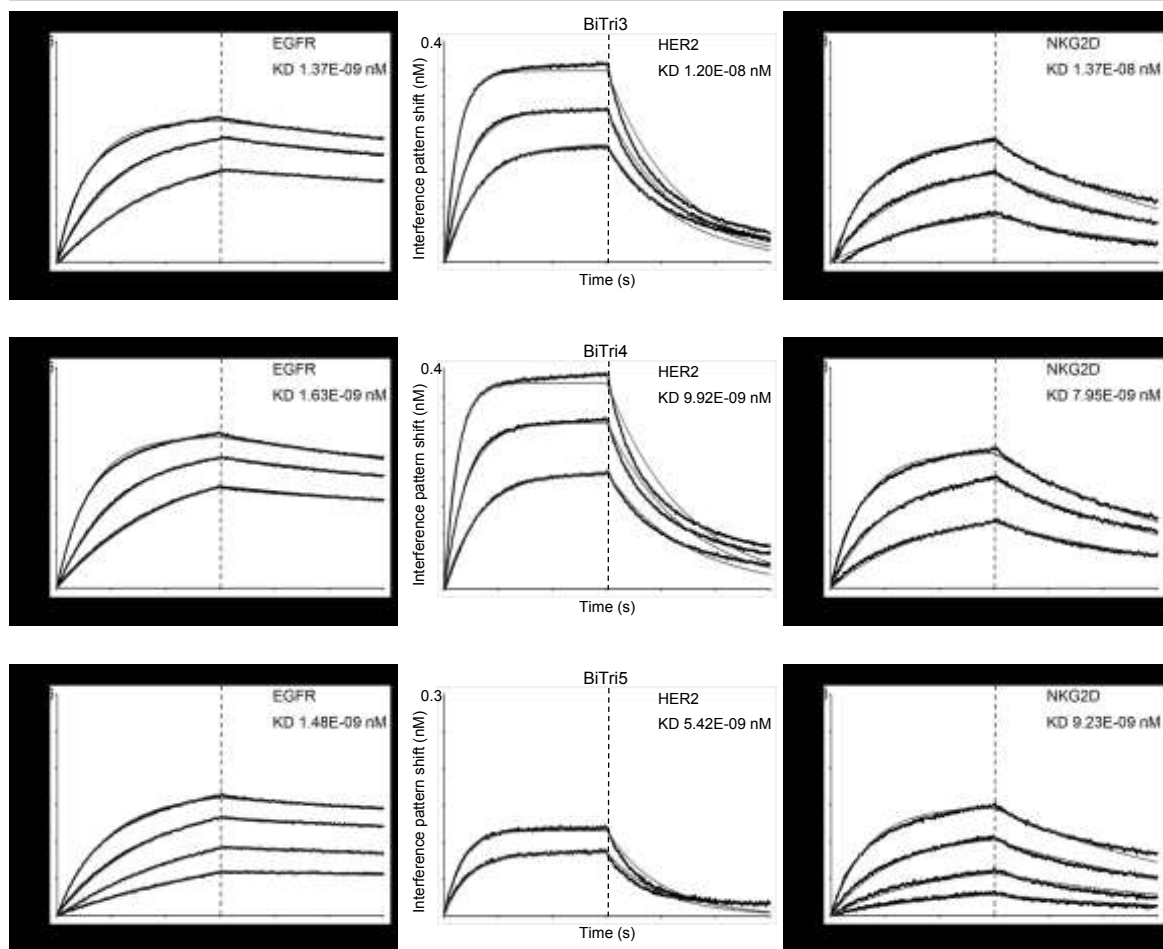 BiTri3
EGFR
KD 1.37E-09 nM
0.4
Interference pattern shift (nM)
HER2
KD 1.20E-08 nM
Time (s)
NKG2D
KD 1.37E-08 nM
BiTri4
EGFR
KD 1.63E-09 nM
0.4
Interference pattern shift (nM)
HER2
KD 9.92E-09 nM
Time (s)
NKG2D
KD 7.95E-09 nM
BiTri5
EGFR
KD 1.48E-09 nM
0.3
Interference pattern shift (nM)
HER2
KD 5.42E-09 nM
Time (s)
NKG2D
KD 9.23E-09 nM